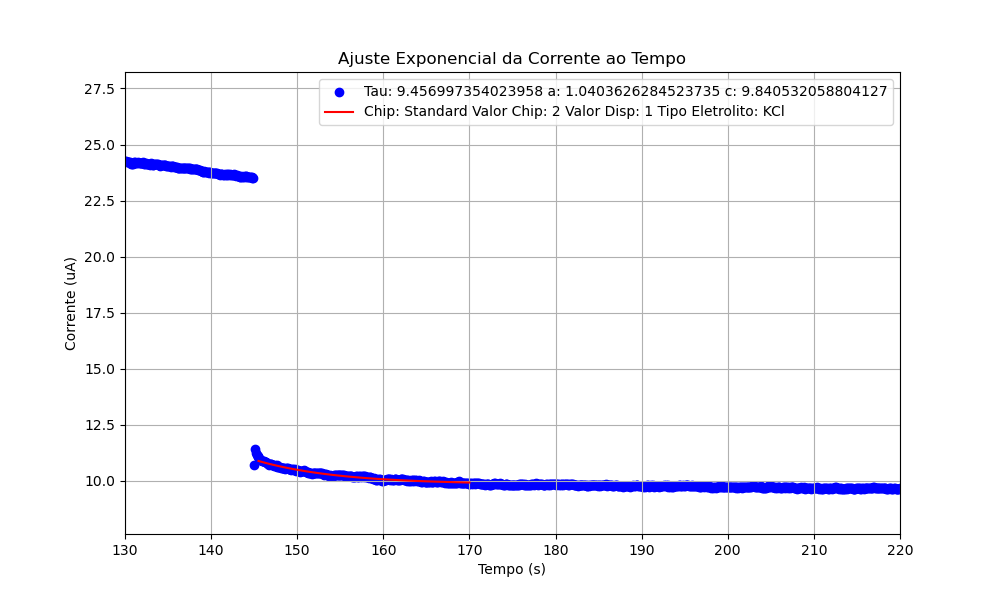 Ajuste Exponencial da Corrente ao Tempo
Tau: 9.456997354023958 a: 1.0403626284523735 c: 9.840532058804127
Chip: Standard Valor Chip: 2 Valor Disp: 1 Tipo Eletrolito: KCl
Corrente (uA)
27.5
25.0
22.5
20.0
17.5
15.0
12.5
10.0
130 140 150 160 170 180 190 200 210 220
Tempo (s)